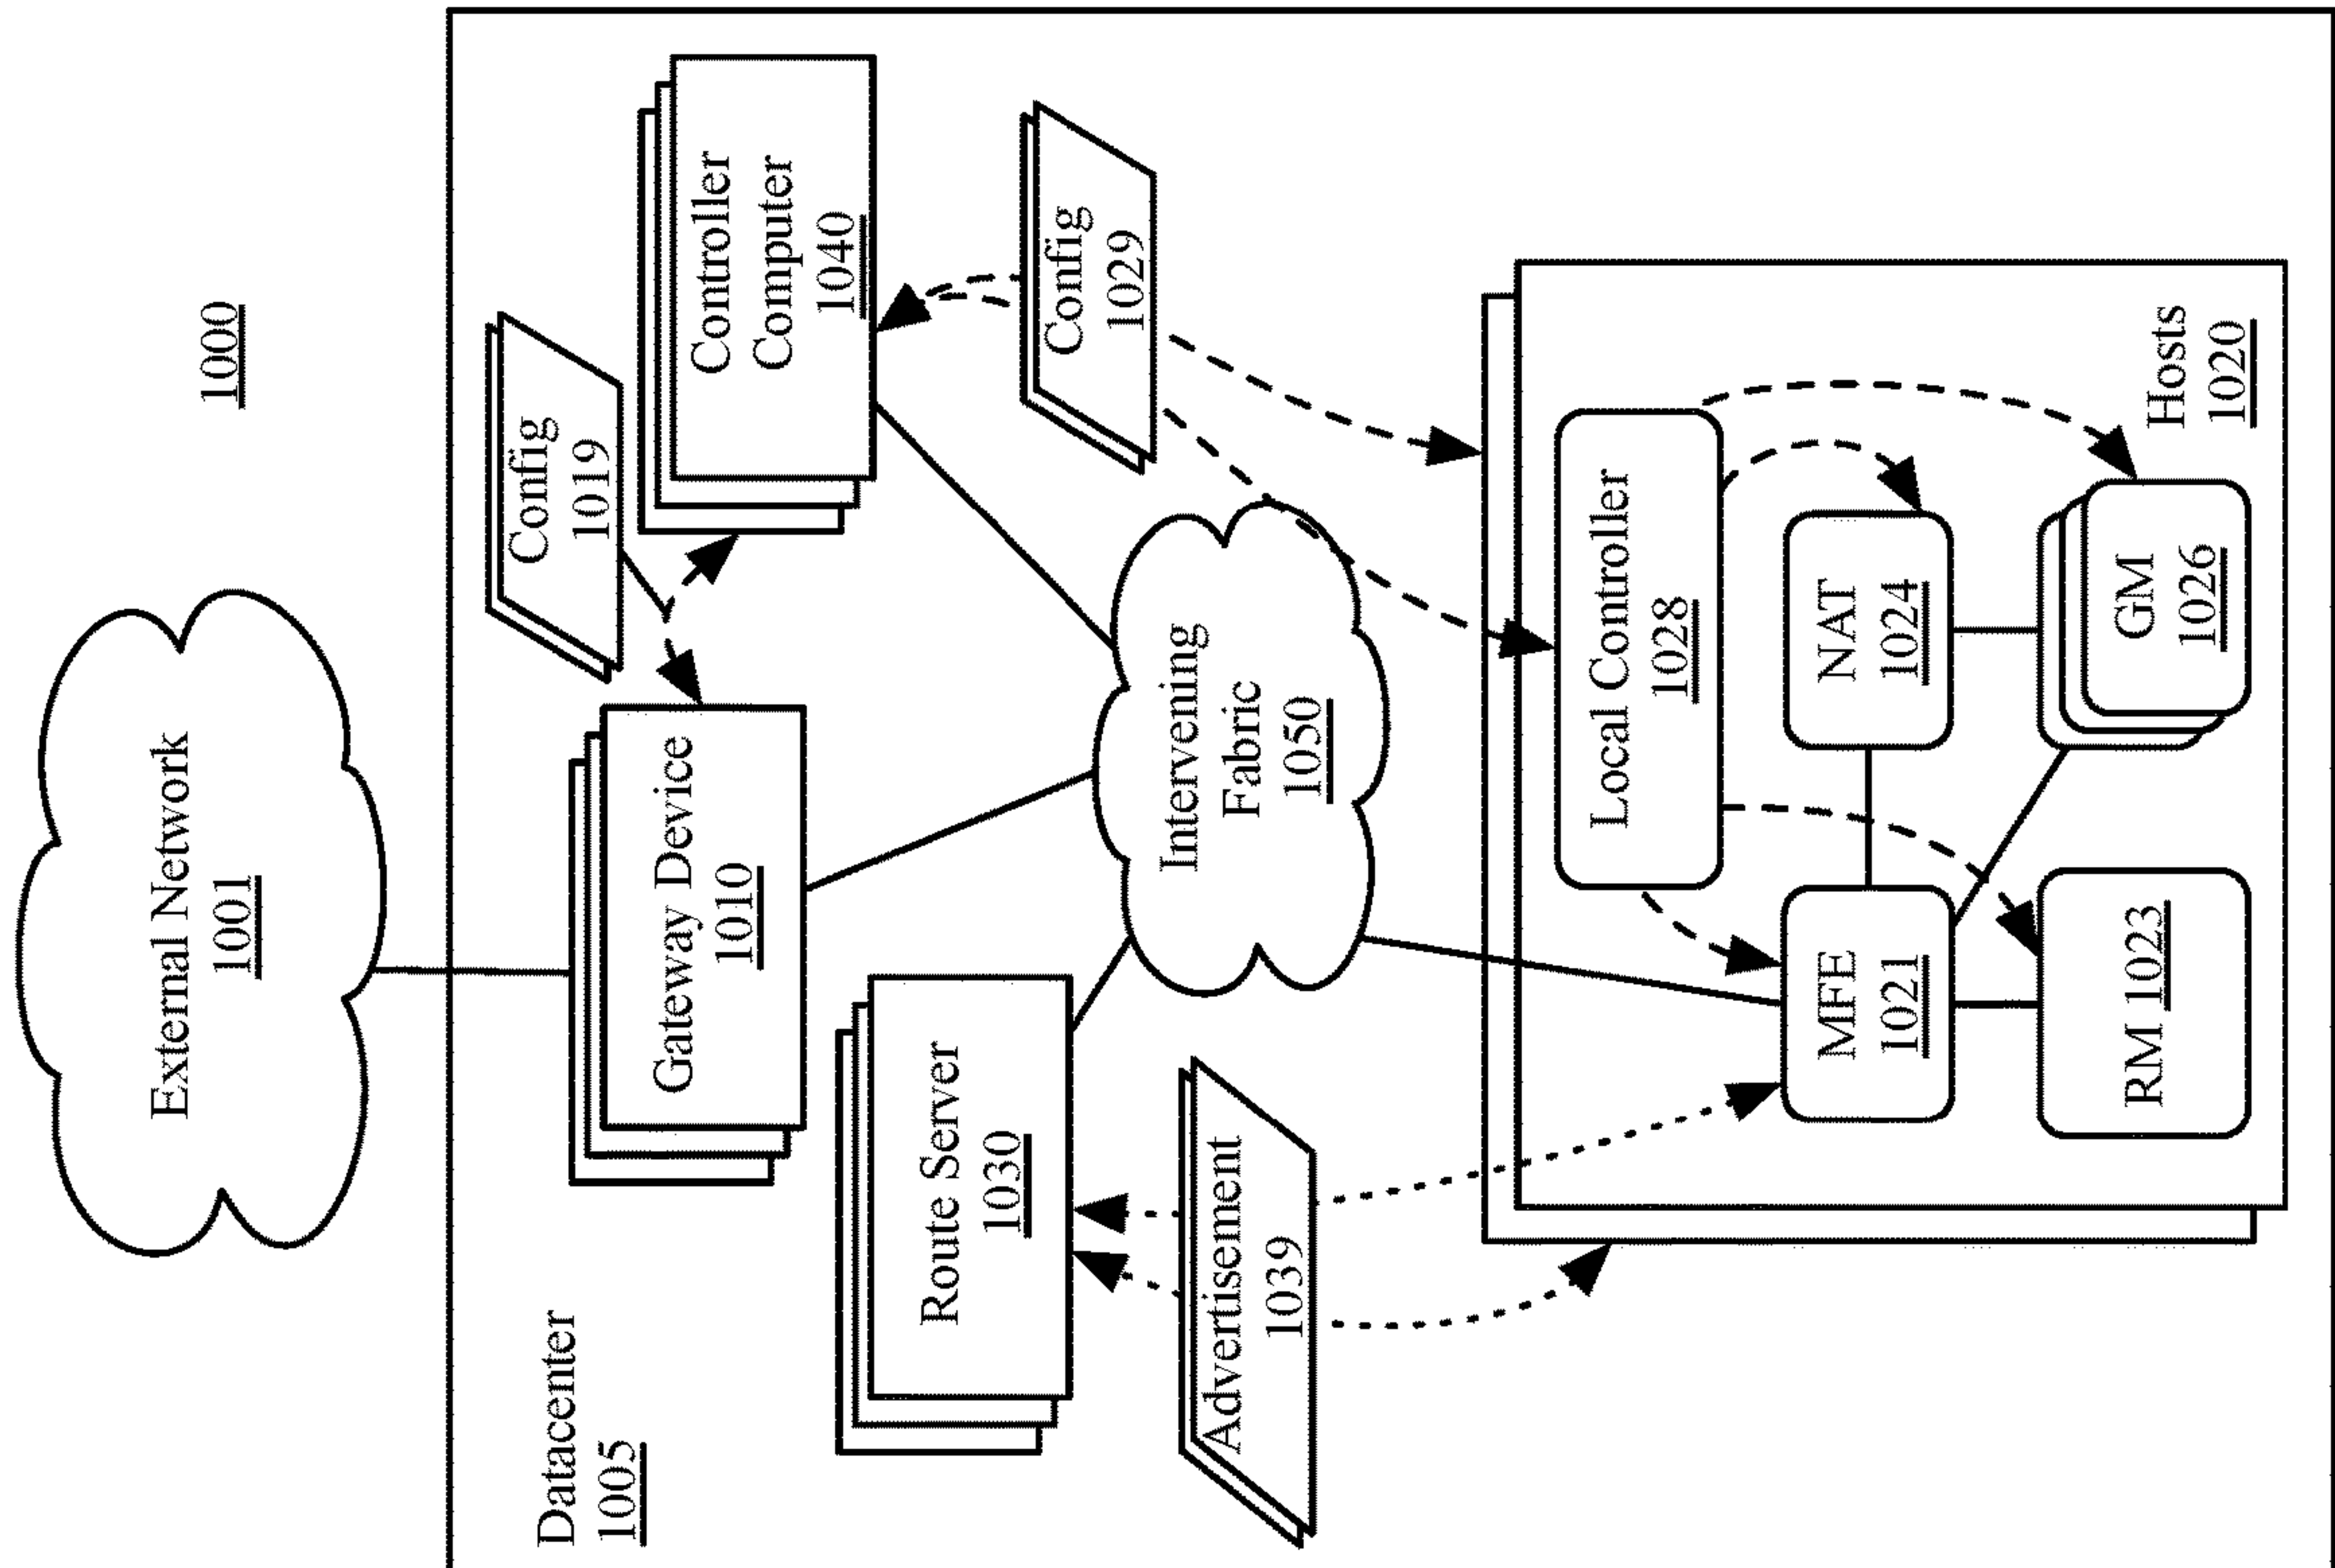 1000
External Network
1001
Datacenter
1005
Gateway Device
1010
Config
1019
Controller
Computer
1040
Route Server
1030
Config
1029
Intervening
Fabric
1050
Advertisement
1039
Local Controller
1028
MFE
1021
NAT
1024
RM 1023
GM
1026
Hosts
1020